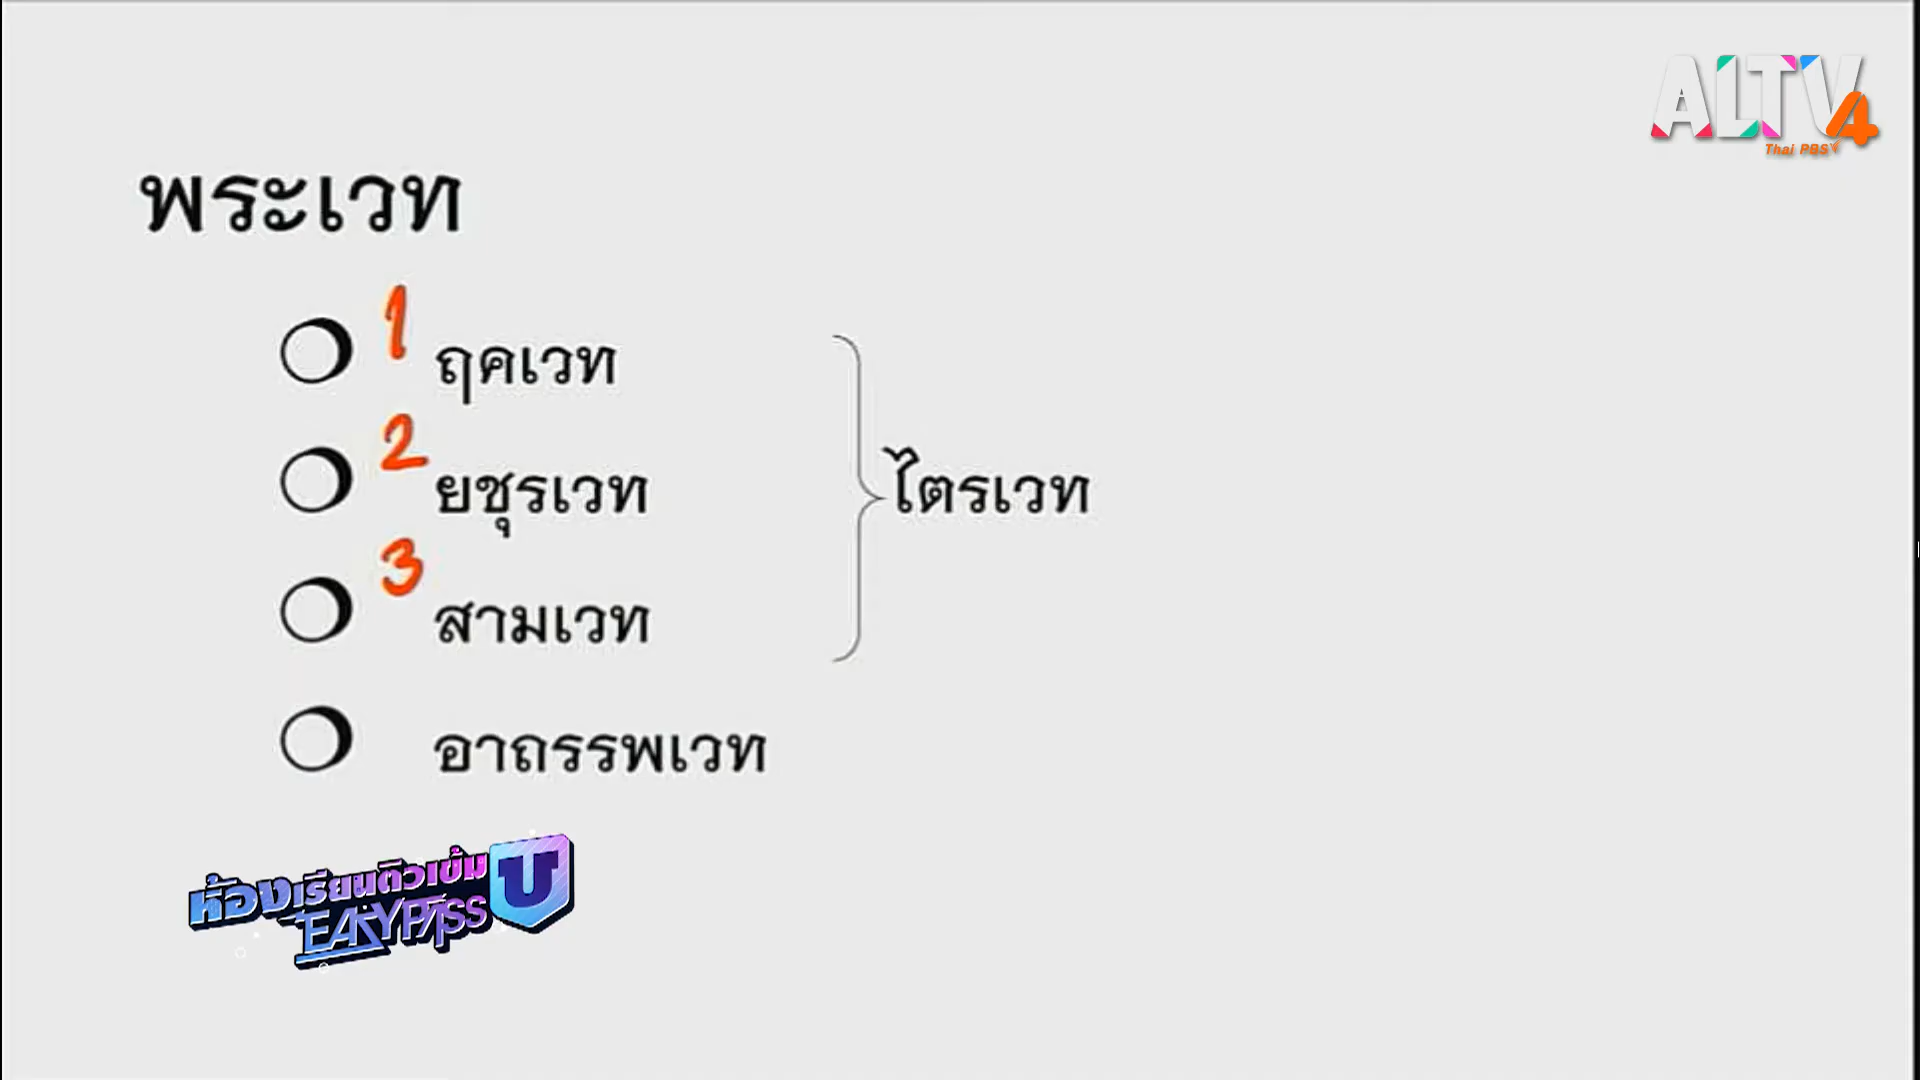 ALTV4
Thai PBS
พระเวท
1 ฤคเวท
2 ยชุรเวท
ไตรเวท
3 สามเวท
อาถรรพเวท
ห้องเรียนติวเข้ม U
EASY PASS